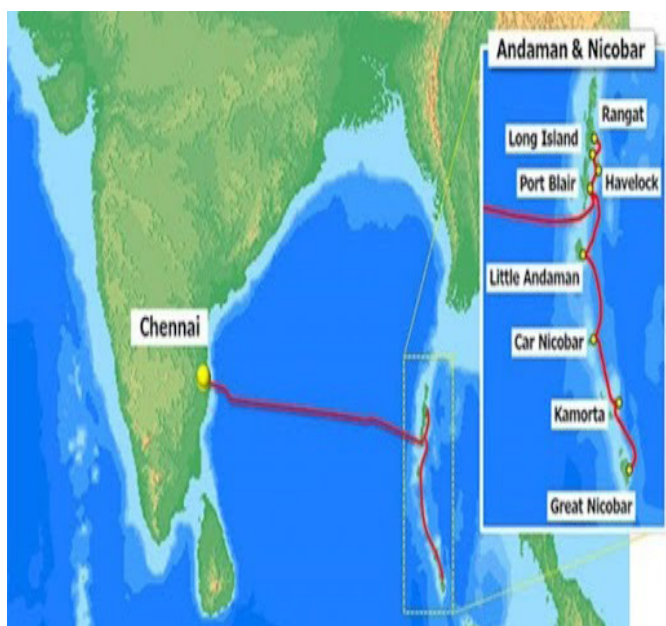 Andaman & Nicobar
Rangat
Long Island
Port Blair
Havelock
Little Andaman
Chennai
Car Nicobar
Kamorta
Great Nicobar